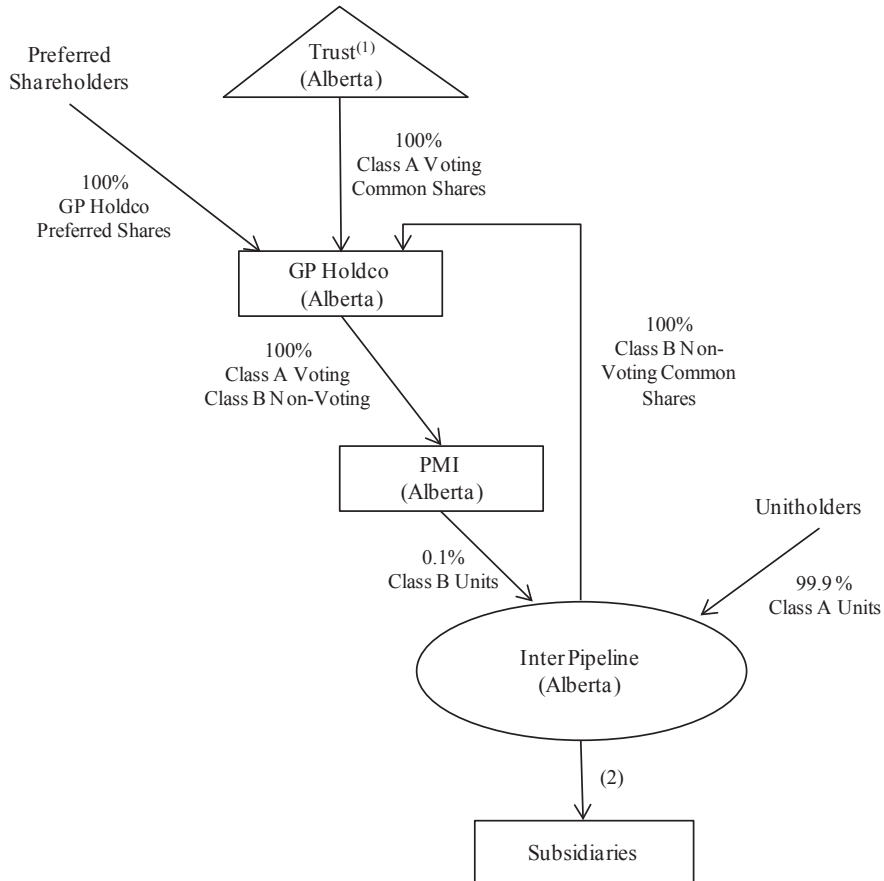 Preferred
Shareholders
Trust(1)
(Alberta)
100%
Class A Voting
Common Shares
100%
GP Holdco
Preferred Shares
GP Holdco
(Alberta)
100%
Class A Voting
Class B Non-Voting
100%
Class B Non-
Voting Common
Shares
PMI
(Alberta)
Unitholders
0.1%
Class B Units
99.9%
Class A Units
Inter Pipeline
(Alberta)
(2)
Subsidiaries